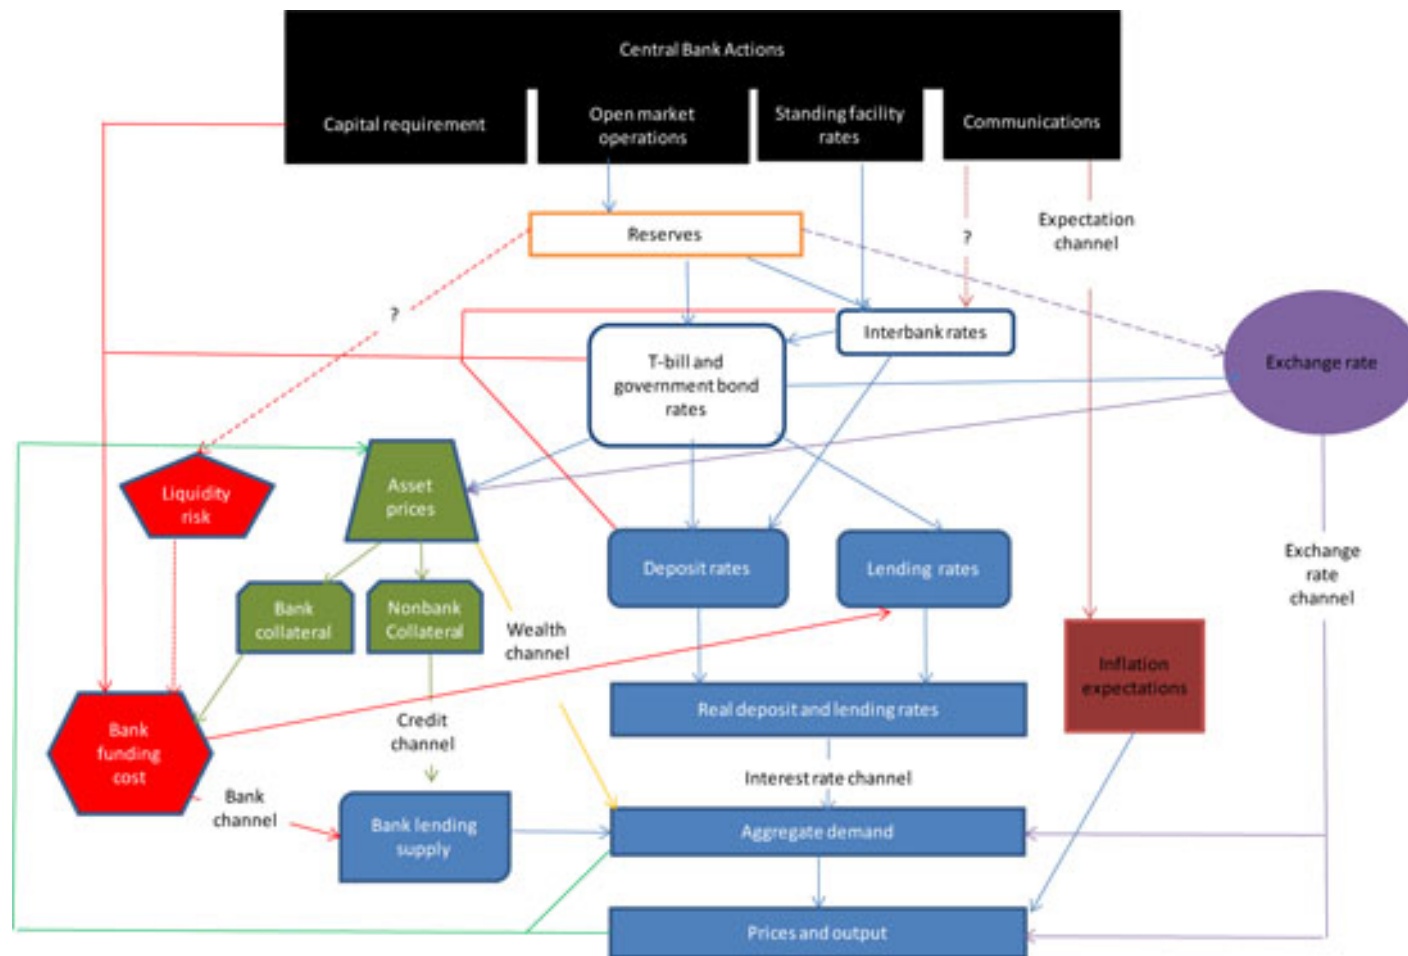 Central Bank Actions
Capital requirement
Open market
operations
Standing facility
rates
Communications
Reserves
Expectation
channel
?
?
Interbank rates
T-bill and
government bond
rates
Exchange rate
Liquidity
risk
Asset
prices
Deposit rates
Lending rates
Exchange
rate
channel
Bank
collateral
Nonbank
Collateral
Wealth
channel
Inflation
expectations
Real deposit and lending rates
Bank
funding
cost
Credit
channel
Interest rate channel
Bank
channel
Bank lending
supply
Aggregate demand
Prices and output